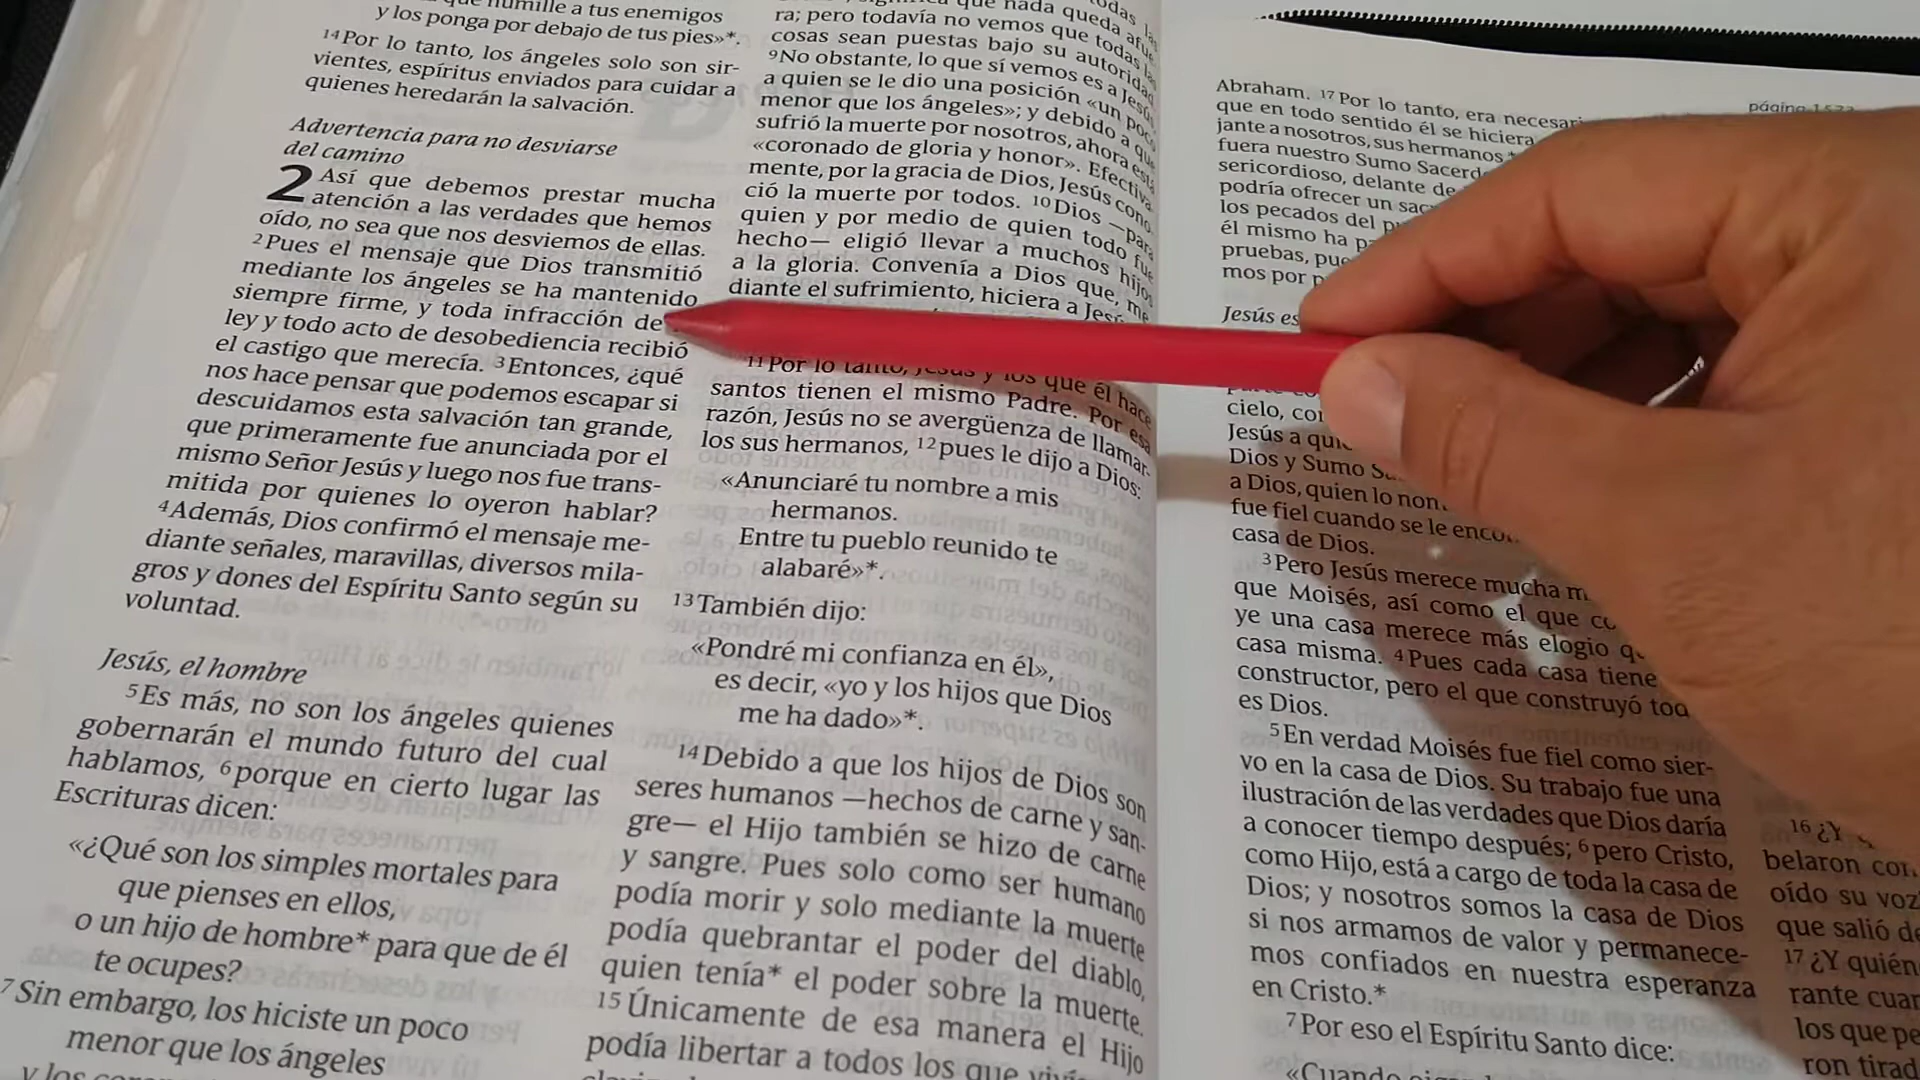 humille a tus enemigos
y los ponga por debajo de tus pies»*.
14 Por lo tanto, los ángeles solo son sir-
vientes, espíritus enviados para cuidar a
quienes heredarán la salvación.
Advertencia para no desviarse
del camino
2 Así que debemos prestar mucha
atención a las verdades que hemos
oído, no sea que nos desviemos de ellas.
2 Pues el mensaje que Dios transmitió
mediante los ángeles se ha mantenido
siempre firme, y toda infracción de
ley y todo acto de desobediencia recibió
el castigo que merecía. 3 Entonces, ¿qué
nos hace pensar que podemos escapar si
descuidamos esta salvación tan grande,
que primeramente fue anunciada por el
mismo Señor Jesús y luego nos fue trans-
mitida por quienes lo oyeron hablar?
4 Además, Dios confirmó el mensaje me-
diante señales, maravillas, diversos mila-
gros y dones del Espíritu Santo según su
voluntad.
Jesús, el hombre
5 Es más, no son los ángeles quienes
gobernarán el mundo futuro del cual
hablamos, 6 porque en cierto lugar las
Escrituras dicen:
«¿Qué son los simples mortales para
que pienses en ellos,
o un hijo de hombre* para que de él
te ocupes?
7 Sin embargo, los hiciste un poco
menor que los ángeles
y los
que nada queda afue-
ra; pero todavía no vemos que todas las
cosas sean puestas bajo su autoridad
9 No obstante, lo que sí vemos es a Jesús,
a quien se le dio una posición «un poco
menor que los ángeles»; y debido a que
sufrió la muerte por nosotros, ahora está
«coronado de gloria y honor». Efectiva-
mente, por la gracia de Dios, Jesús cono-
ció la muerte por todos. 10 Dios —para
quien y por medio de quien todo fue
hecho— eligió llevar a muchos hijos
a la gloria. Convenía a Dios que, me-
diante el sufrimiento, hiciera a Jesús
11 Por lo tanto, Jesús y los que él hace
santos tienen el mismo Padre. Por esa
razón, Jesús no se avergüenza de llamar-
los sus hermanos, 12 pues le dijo a Dios:
«Anunciaré tu nombre a mis
hermanos.
Entre tu pueblo reunido te
alabaré»*.
13 También dijo:
«Pondré mi confianza en él»,
es decir, «yo y los hijos que Dios
me ha dado»*.
14 Debido a que los hijos de Dios son
seres humanos —hechos de carne y san-
gre— el Hijo también se hizo de carne
y sangre. Pues solo como ser humano
podía morir y solo mediante la muerte
podía quebrantar el poder del diablo,
quien tenía* el poder sobre la muerte.
15 Únicamente de esa manera el Hijo
podía libertar a todos los que
página
Abraham. 17 Por lo tanto, era
que en todo sentido él se hiciera
jante a nosotros, sus hermanos
fuera nuestro Sumo
sericordioso, delante de
podría ofrecer un
los pecados del
él mismo ha
pruebas,
mos por
Jesús es
cielo,
Jesús a
Dios y Sumo
a Dios, quien lo
fue fiel cuando se le
casa de Dios.
3 Pero Jesús merece mucha
que Moisés, así como el que
ye una casa merece más elogio
casa misma. 4 Pues cada casa tiene
constructor, pero el que construyó
es Dios.
5 En verdad Moisés fue fiel como sier-
vo en la casa de Dios. Su trabajo fue una
ilustración de las verdades que Dios daría
a conocer tiempo después; 6 pero Cristo,
como Hijo, está a cargo de toda la casa de
Dios; y nosotros somos la casa de Dios
si nos armamos de valor y permanece-
mos confiados en nuestra esperanza
en Cristo.*
7 Por eso el Espíritu Santo dice:
«Cuando
16 ¿Y
belaron
oído su voz
que salió
17 ¿Y
rante
los que
ron